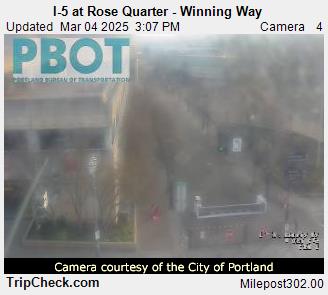 I-5 at Rose Quarter - Winning Way
Updated Mar 04 2025 3:07 PM Camera 4
PBOT
PORTLAND BUREAU OF TRANSPORTATION
Camera courtesy of the City of Portland
TripCheck.com Milepost302.00